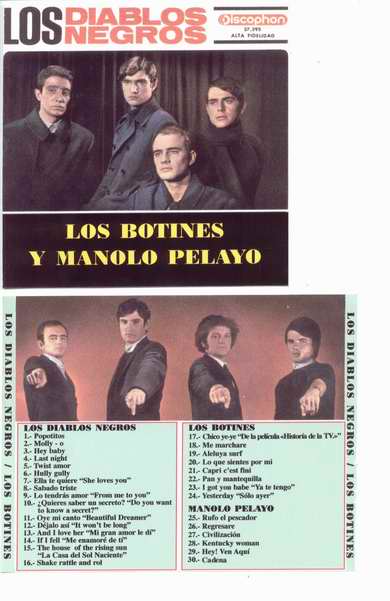 LOS DIABLOS NEGROS
Discophon
27.392
ALTA FIDELIDAD
LOS BOTINES
Y MANOLO PELAYO
LOS DIABLOS NEGROS / LOS BOTINES
LOS DIABLOS NEGROS / LOS BOTINES
LOS DIABLOS NEGROS
1.- Popotitos
2.- Molly - o
3.- Hey baby
4.- Last night
5.- Twist amor
6.- Hully gully
7.- Ella te quiere "She loves you"
8.- Sabado triste
9.- Lo tendrás amor "From me to you"
10.- ¿Quieres saber un secreto? "Do you want
to know a secret?"
11.- Oye mi canto "Beautiful Dreamer"
12.- Déjalo así "It won't be long"
13.- And I love her "Mi gran amor le di"
14.- If I fell "Me enamoré de ti"
15.- The house of the rising sun
"La Casa del Sol Naciente"
16.- Shake rattle and rol
LOS BOTINES
17.- Chico ye-ye "De la película «Historia de la TV.»"
18.- Me marchare
19.- Aleluya surf
20.- Lo que sientes por mi
21.- Capri c'est fini
22.- Pan y mantequilla
23.- I got you babe "Ya te tengo"
24.- Yesterday "Sólo ayer"
MANOLO PELAYO
25.- Rufo el pescador
26.- Regresare
27.- Civilización
28.- Kentucky woman
29.- Hey! Ven Aquí
30.- Cadena